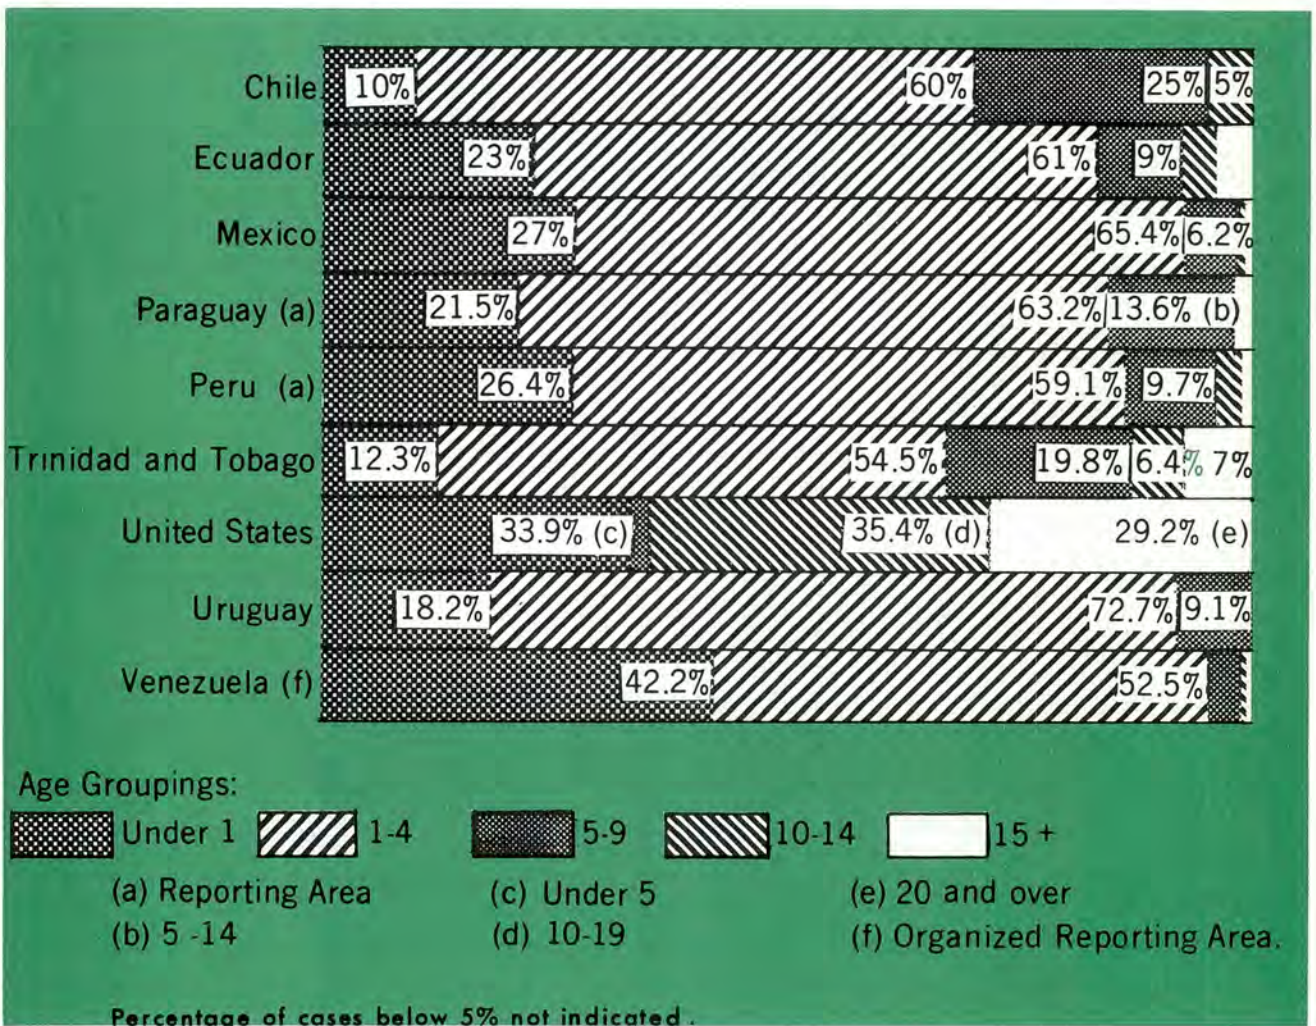 Chile 10% 60% 25% 5%
Ecuador 23% 61% 9%
Mexico 27% 65.4% 6.2%
Paraguay (a) 21.5% 63.2% 13.6% (b)
Peru (a) 26.4% 59.1% 9.7%
Trinidad and Tobago 12.3% 54.5% 19.8% 6.4% 7%
United States 33.9% (c) 35.4% (d) 29.2% (e)
Uruguay 18.2% 72.7% 9.1%
Venezuela (f) 42.2% 52.5%
Age Groupings:
Under 1 1-4 5-9 10-14 15 +
(a) Reporting Area (c) Under 5 (e) 20 and over
(b) 5 -14 (d) 10-19 (f) Organized Reporting Area.
Percentage of cases below 5% not indicated .